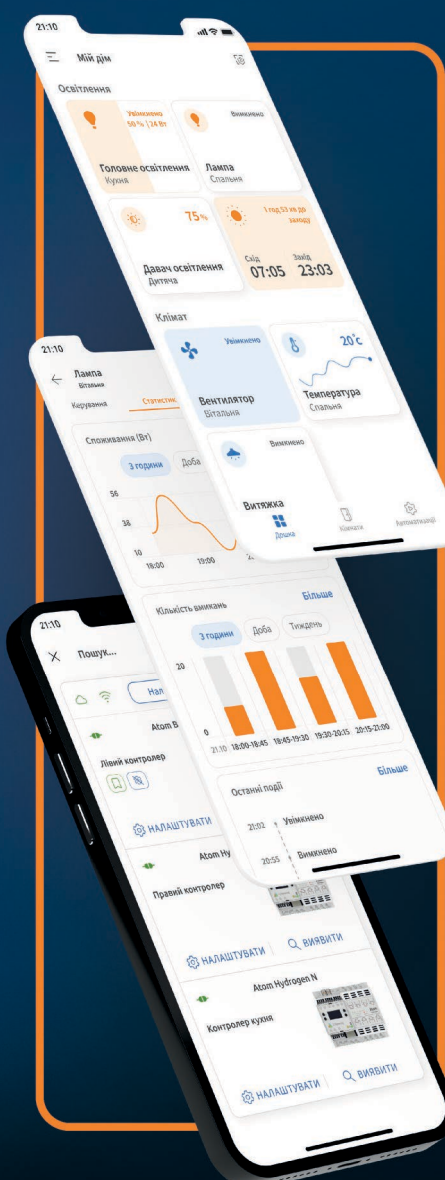 21:10
Мій дім
Освітлення
Увімкнено
50 % | 24 Вт
Головне освітлення
Кухня
Вимкнено
Лампа
Спальня
75%
Давач освітлення
Дитяча
1 год 53 хв до
заходу
Схід
07:05
Захід
23:03
Клімат
Увімкнено
Вентилятор
Вітальня
20°C
Температура
Спальня
Вимкнено
Витяжка
Дошка
Кімнати
Автоматизації
21:10
Лампа
Вітальня
Керування
Статистик
Споживання (Вт)
3 години
Доба
56
38
10
18:00
19:00
Кількість вмикань
Більше
3 години
Доба
Тиждень
20
0
21.10 18:00-18:45 18:45-19:30 19:30-20:15 20:15-21:00
Останні події
Більше
21:02 Увімкнено
20:55 Вимкнено
21:10
Пошук...
Нал
Atom B
Лівий контролер
НАЛАШТУВАТИ
Atom Hy
Правий контролер
НАЛАШТУВАТИ
ВИЯВИТИ
Atom Hydrogen N
Контролер кухня
НАЛАШТУВАТИ
ВИЯВИТИ